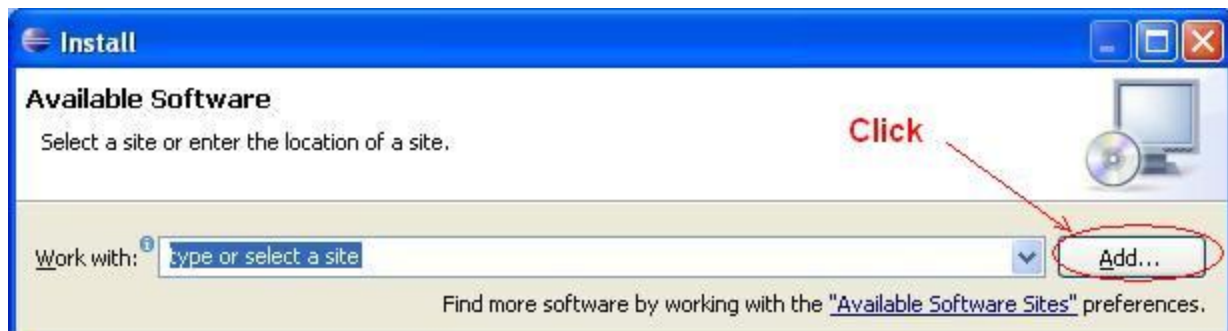 Install
Available Software
Select a site or enter the location of a site.
Click
Work with:
type or select a site
Add...
Find more software by working with the "Available Software Sites" preferences.